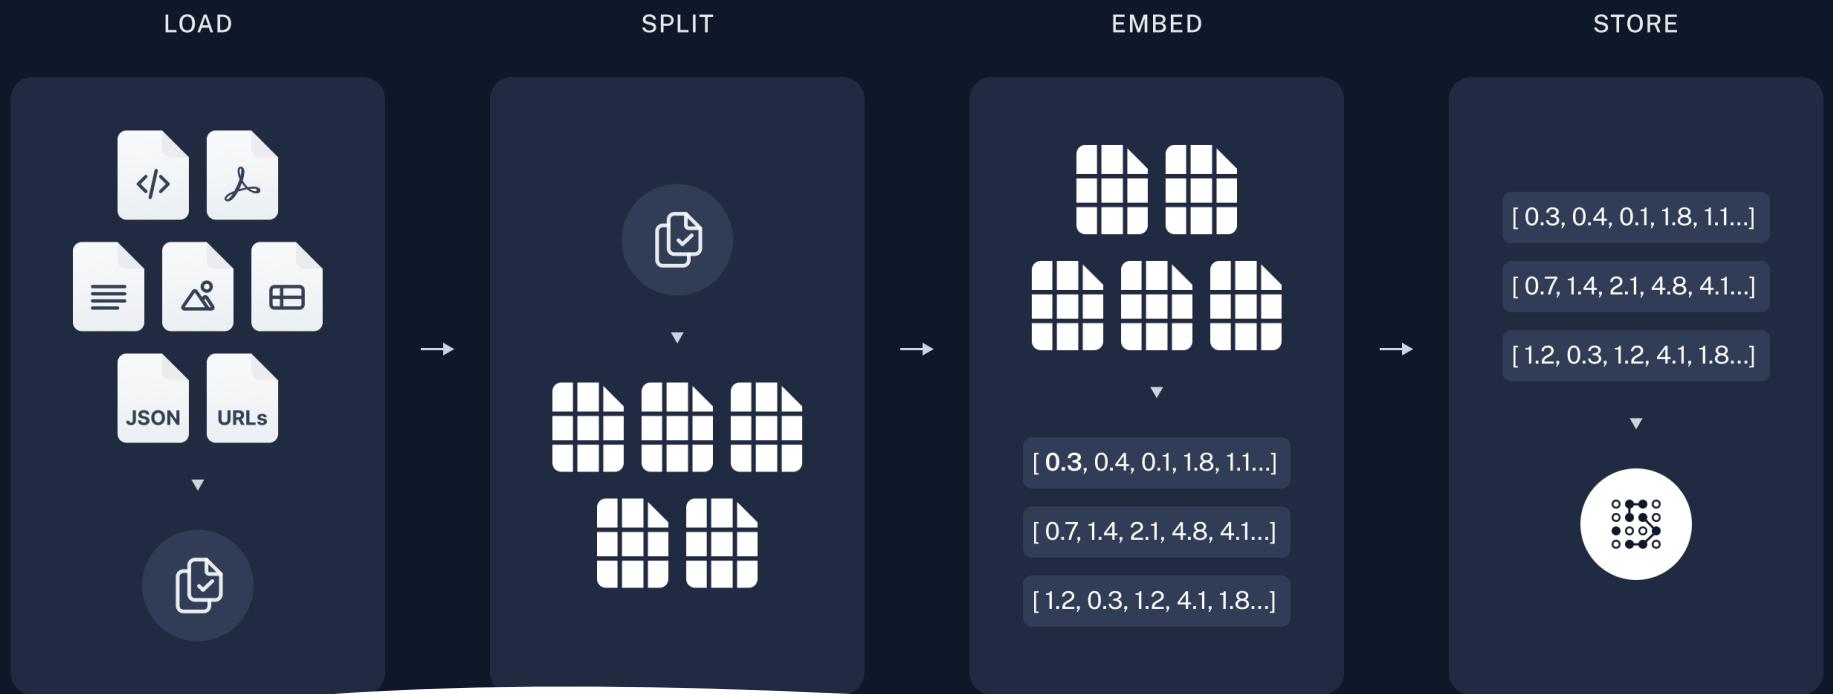 LOAD
SPLIT
EMBED
STORE
JSON
URLs
[ 0.3, 0.4, 0.1, 1.8, 1.1...]
[ 0.7, 1.4, 2.1, 4.8, 4.1...]
[ 1.2, 0.3, 1.2, 4.1, 1.8...]
[ 0.3, 0.4, 0.1, 1.8, 1.1...]
[ 0.7, 1.4, 2.1, 4.8, 4.1...]
[ 1.2, 0.3, 1.2, 4.1, 1.8...]